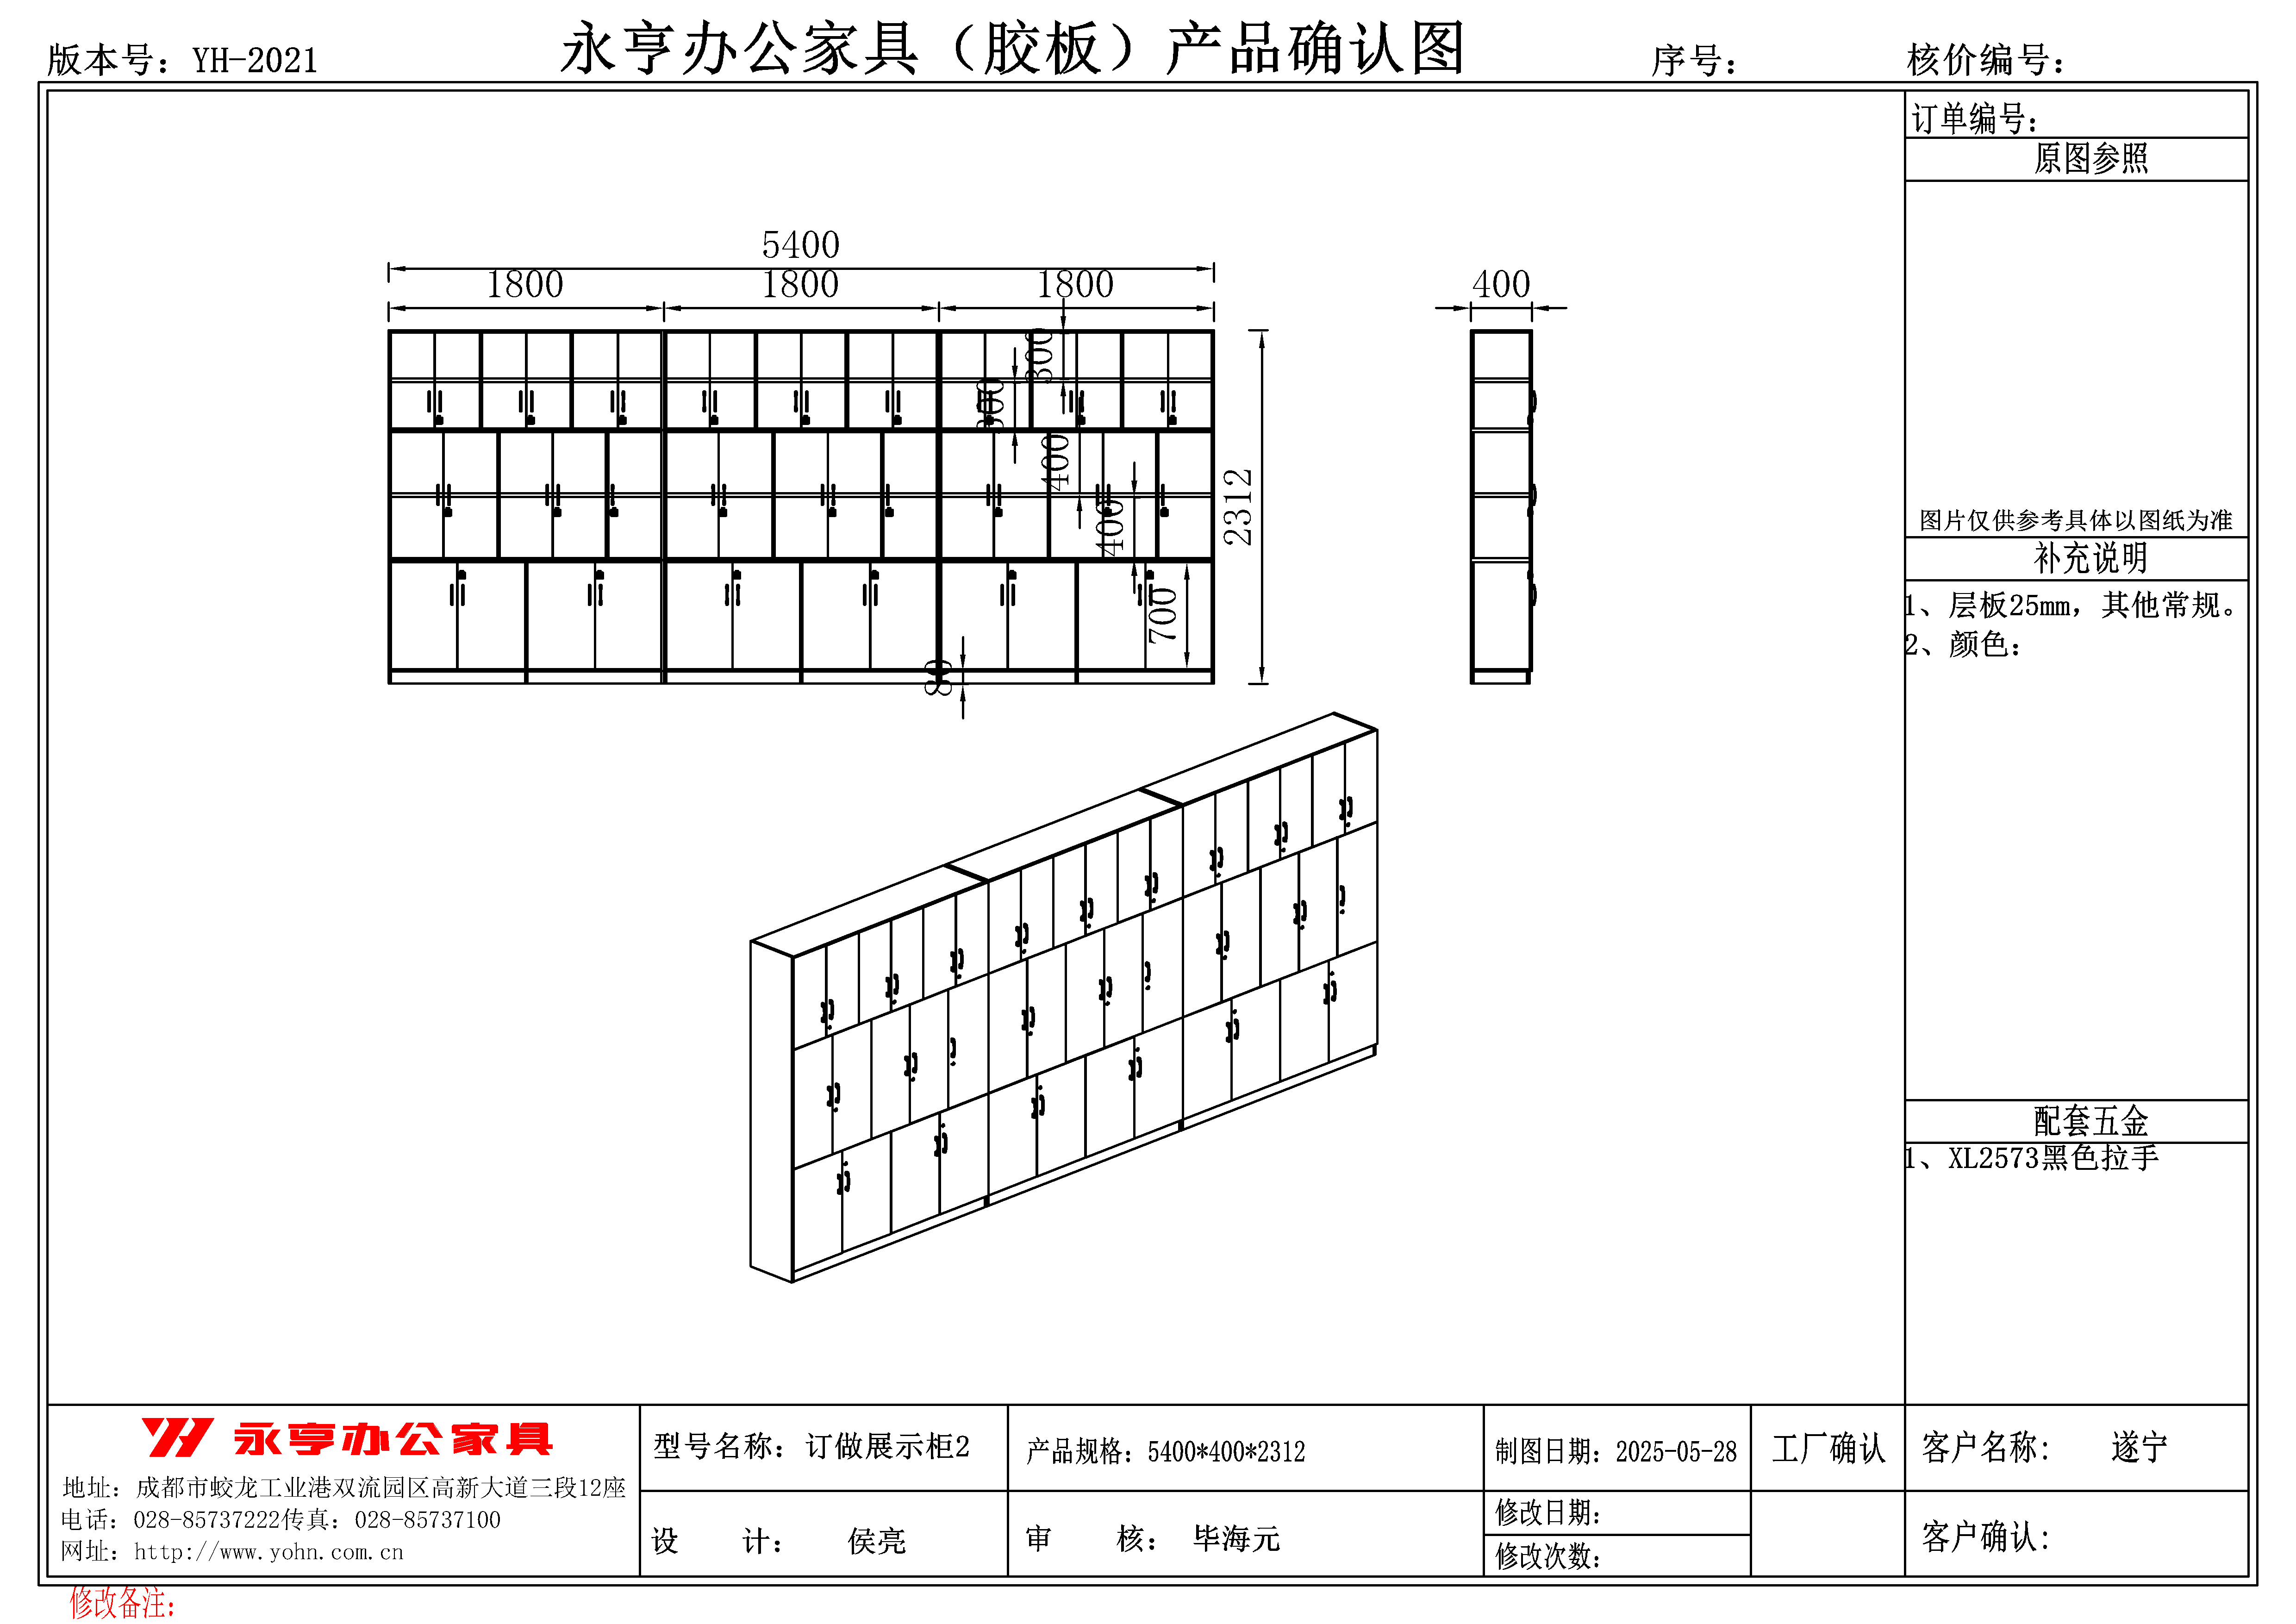 版本号：YH-2021
永亨办公家具（胶板）产品确认图
序号：
核价编号：
订单编号：
原图参照
5400
1800
1800
1800
400
300
300
400
400
2312
700
80
图片仅供参考具体以图纸为准
补充说明
1、层板25mm，其他常规。
2、颜色：
配套五金
1、XL2573黑色拉手
永亨办公家具
地址：成都市蛟龙工业港双流园区高新大道三段12座
电话：028-85737222传真：028-85737100
网址：http://www.yohn.com.cn
型号名称：订做展示柜2
产品规格：5400*400*2312
制图日期：2025-05-28
工厂确认
客户名称：遂宁
设 计：侯亮
审 核：毕海元
修改日期：
修改次数：
客户确认：
修改备注：